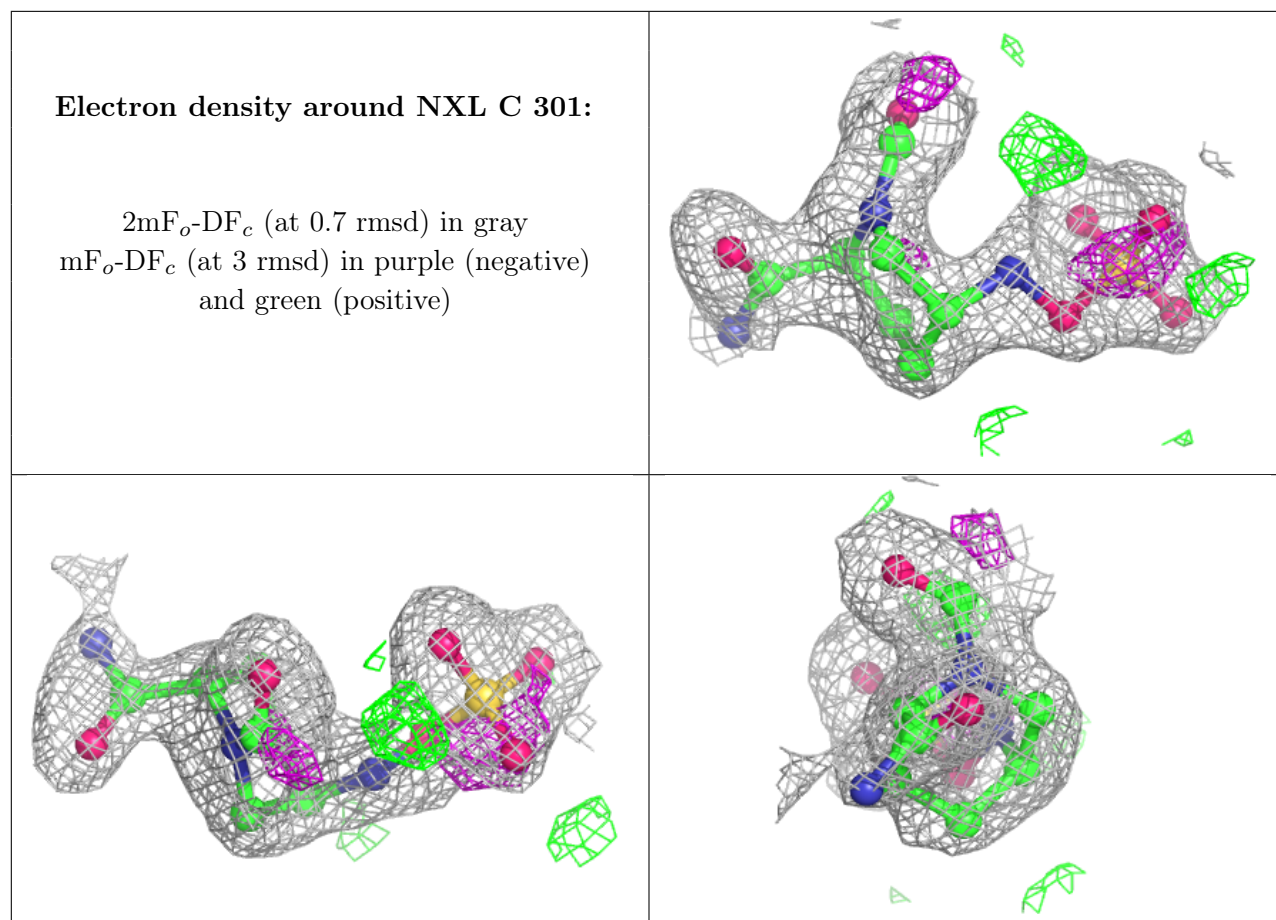 Electron density around NXL C 301:
2mFo-DFc (at 0.7 rmsd) in gray
mFo-DFc (at 3 rmsd) in purple (negative)
and green (positive)